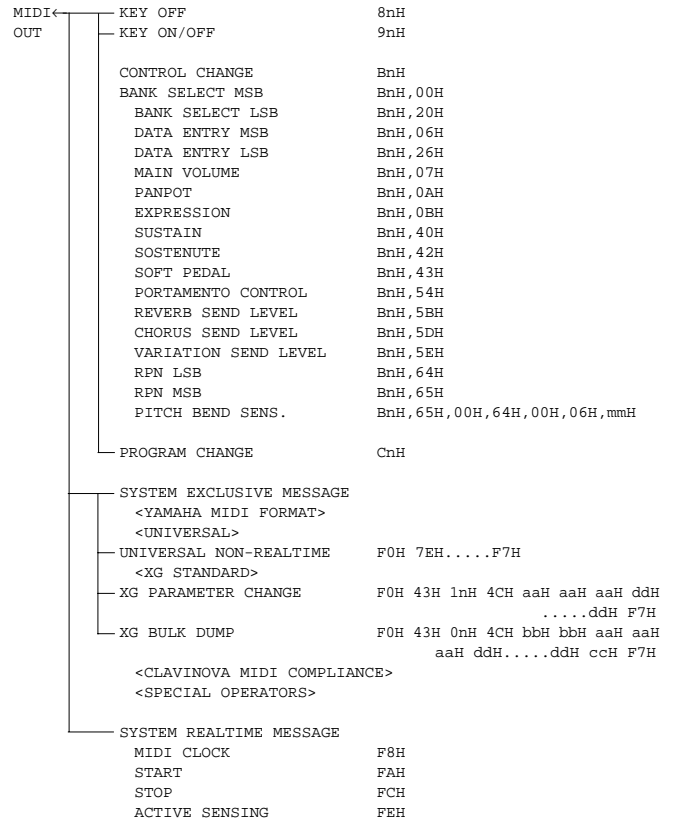 MIDI← KEY OFF 8nH
OUT KEY ON/OFF 9nH
CONTROL CHANGE BnH
BANK SELECT MSB BnH,00H
BANK SELECT LSB BnH,20H
DATA ENTRY MSB BnH,06H
DATA ENTRY LSB BnH,26H
MAIN VOLUME BnH,07H
PANPOT BnH,0AH
EXPRESSION BnH,0BH
SUSTAIN BnH,40H
SOSTENUTE BnH,42H
SOFT PEDAL BnH,43H
PORTAMENTO CONTROL BnH,54H
REVERB SEND LEVEL BnH,5BH
CHORUS SEND LEVEL BnH,5DH
VARIATION SEND LEVEL BnH,5EH
RPN LSB BnH,64H
RPN MSB BnH,65H
PITCH BEND SENS. BnH,65H,00H,64H,00H,06H,mmH
PROGRAM CHANGE CnH
SYSTEM EXCLUSIVE MESSAGE
<YAMAHA MIDI FORMAT>
<UNIVERSAL>
UNIVERSAL NON-REALTIME F0H 7EH.....F7H
<XG STANDARD>
XG PARAMETER CHANGE F0H 43H 1nH 4CH aaH aaH aaH ddH
.....ddH F7H
XG BULK DUMP F0H 43H 0nH 4CH bbH bbH aaH aaH
aaH ddH.....ddH ccH F7H
<CLAVINOVA MIDI COMPLIANCE>
<SPECIAL OPERATORS>
SYSTEM REALTIME MESSAGE
MIDI CLOCK F8H
START FAH
STOP FCH
ACTIVE SENSING FEH